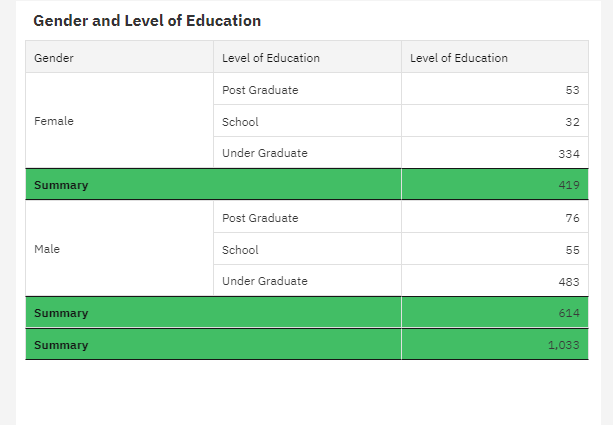 Gender and Level of Education
Gender Level of Education Level of Education
Post Graduate 53
Female School 32
Under Graduate 334
Summary 419
Post Graduate 76
Male School 55
Under Graduate 483
Summary 614
Summary 1,033